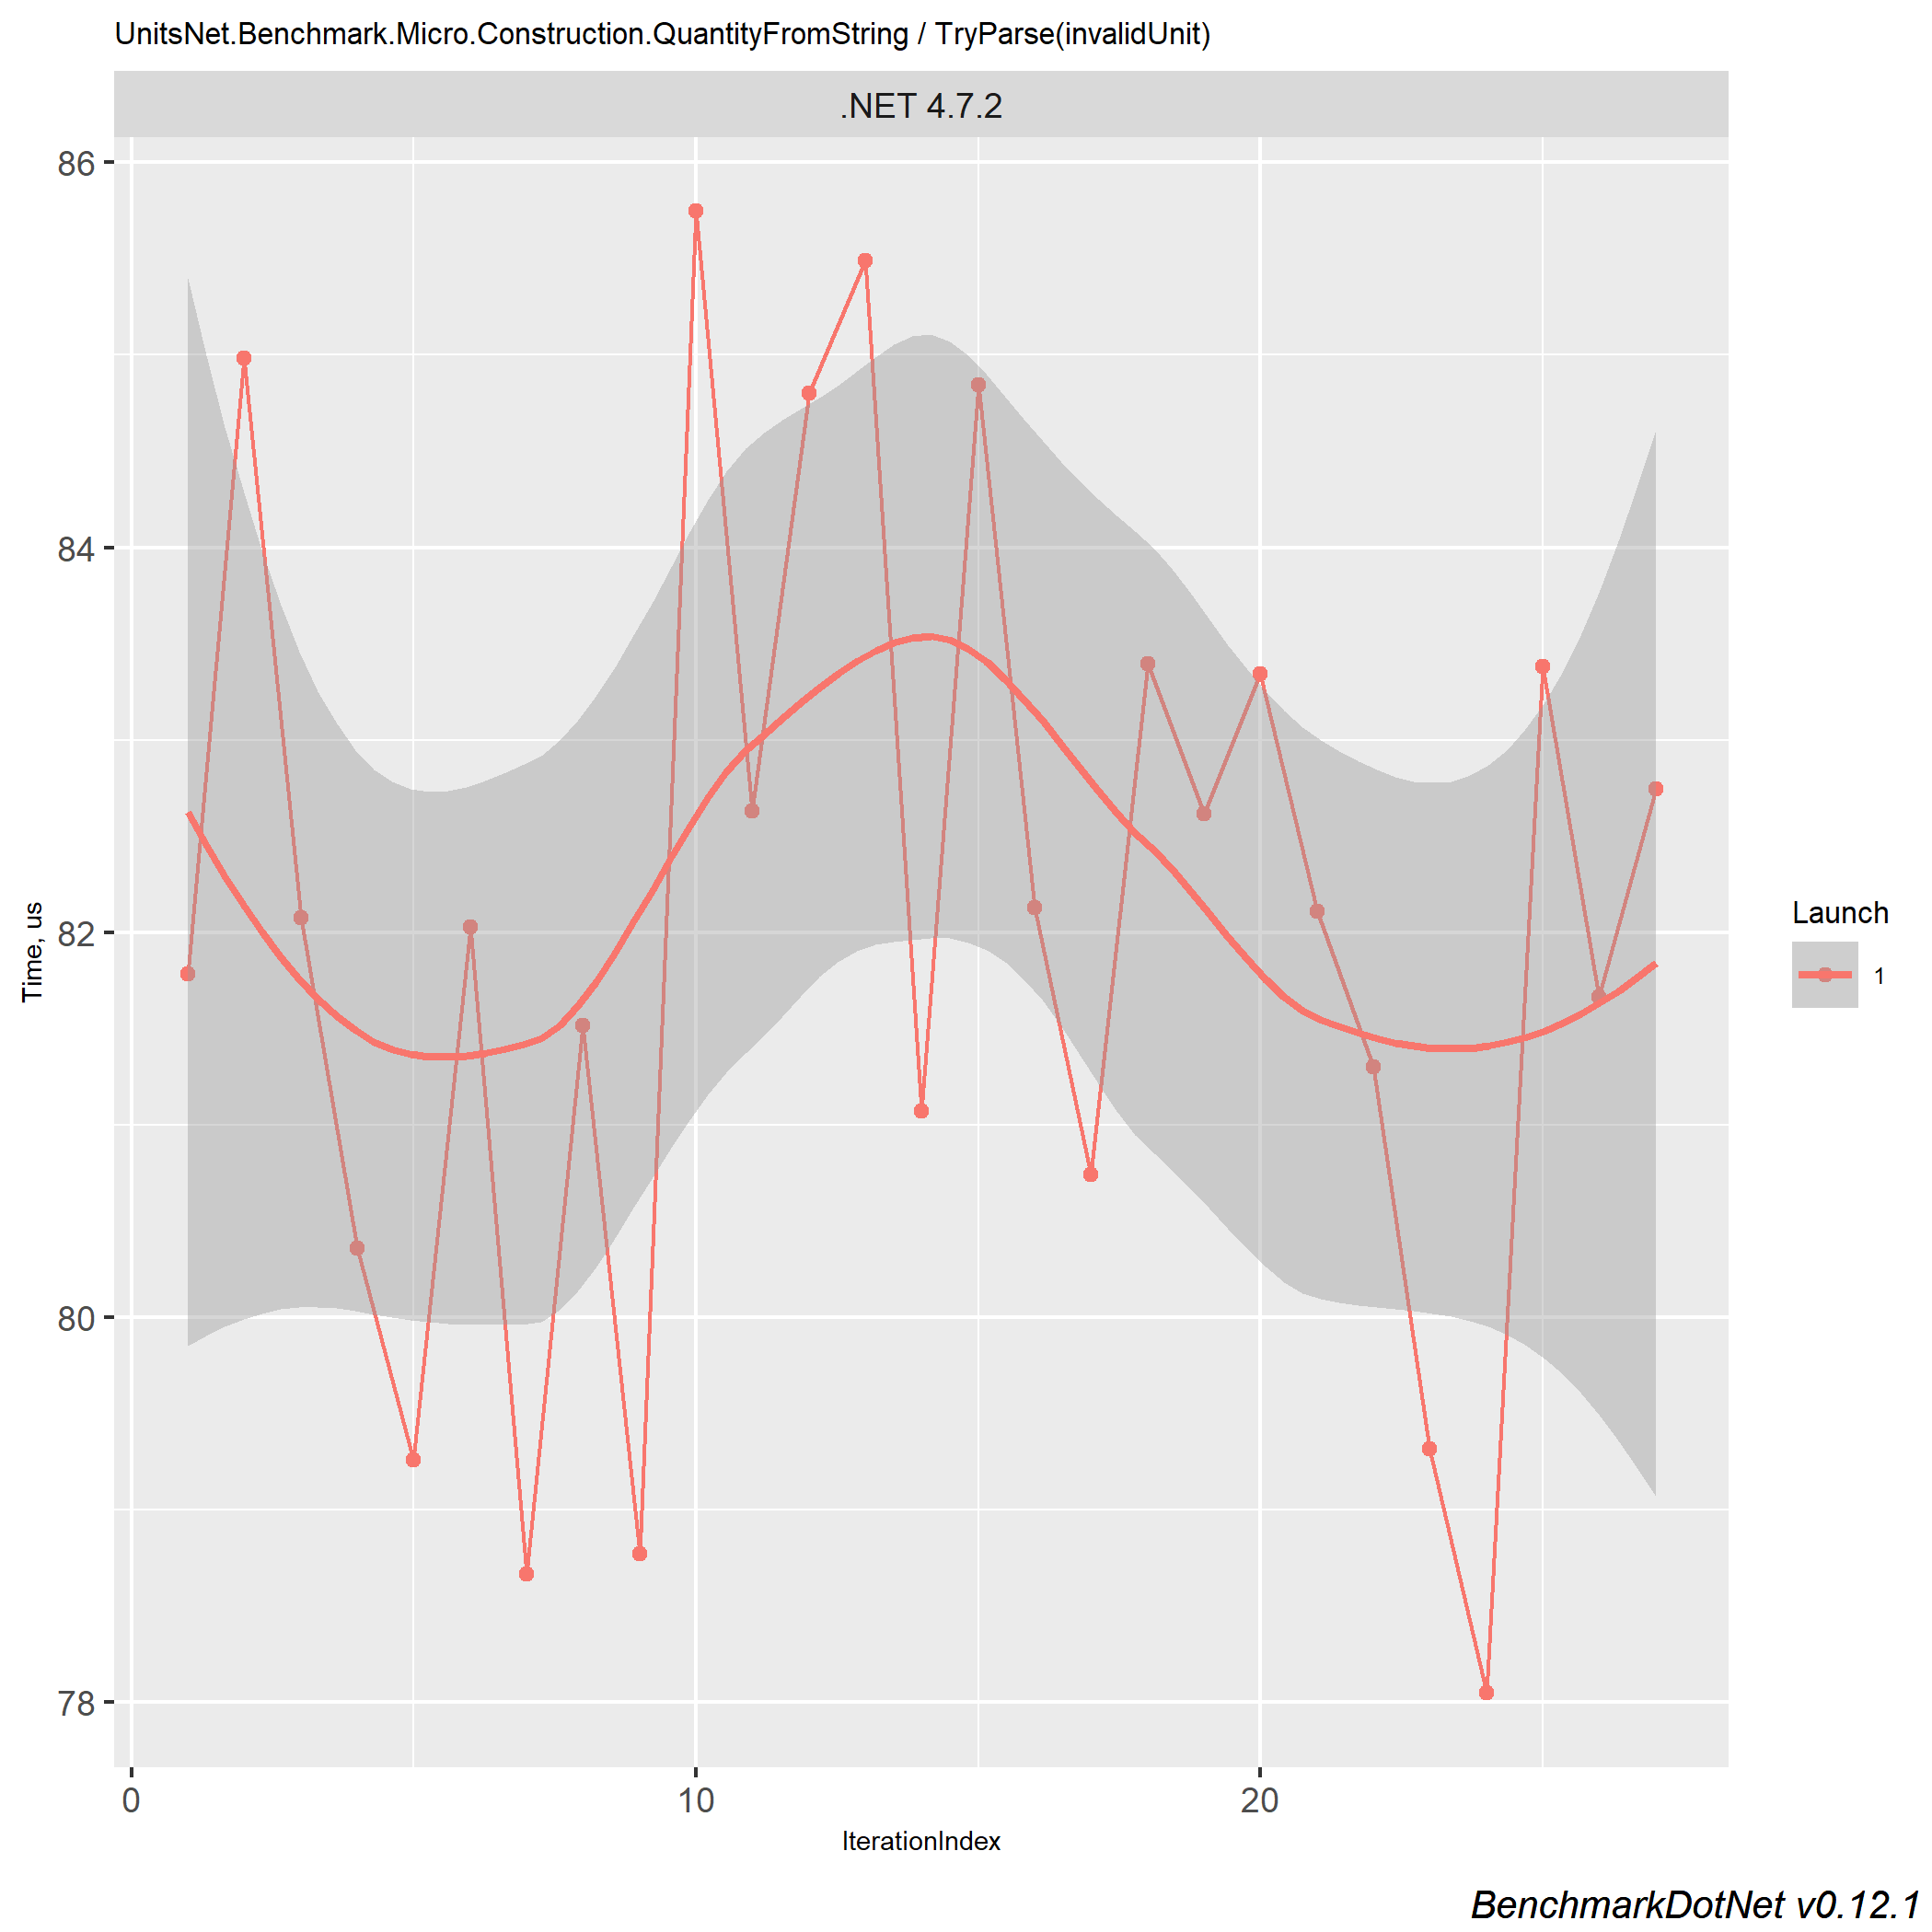 UnitsNet.Benchmark.Micro.Construction.QuantityFromString / TryParse(invalidUnit)
.NET 4.7.2
86
84
82
80
78
Time, us
0 10 20
IterationIndex
Launch
1
BenchmarkDotNet v0.12.1